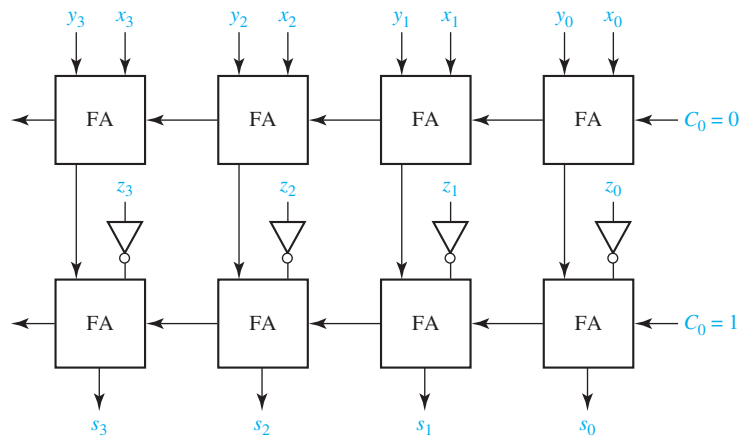 y3 x3 y2 x2 y1 x1 y0 x0
FA FA FA FA C0 = 0
z3 z2 z1 z0
FA FA FA FA C0 = 1
s3 s2 s1 s0